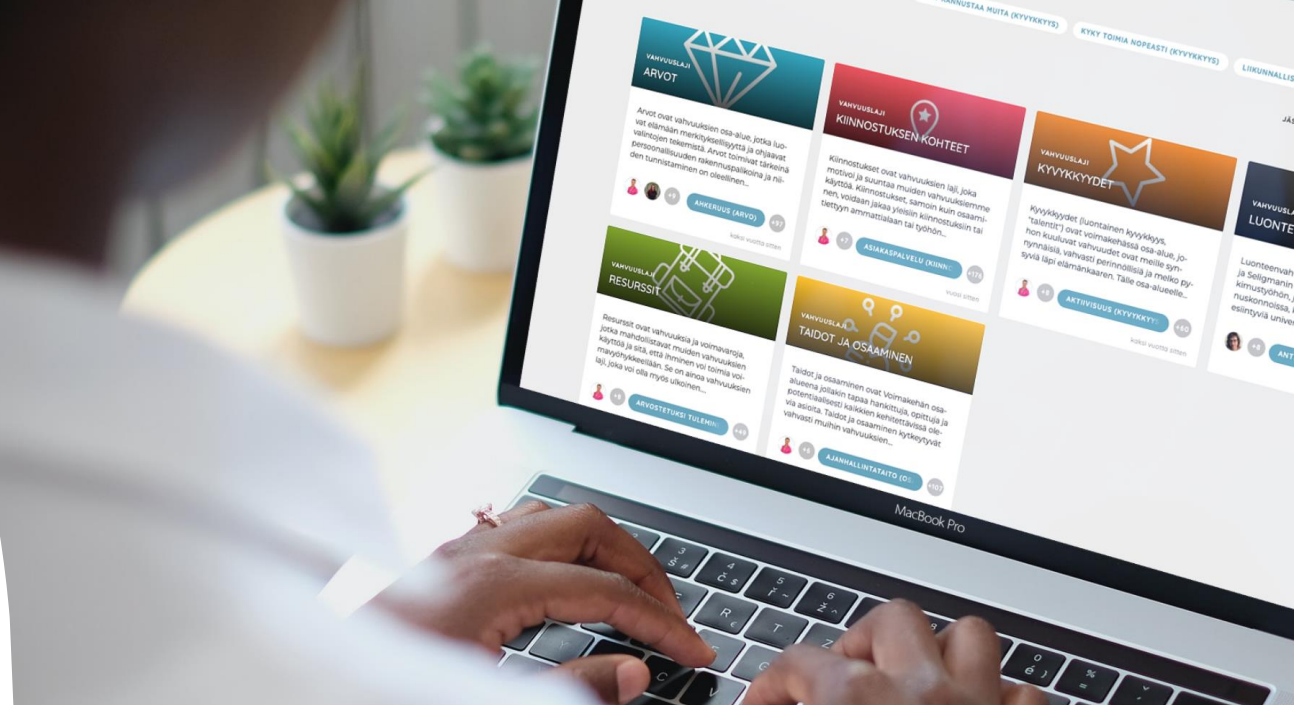 KANNUSTAA MUITA (KYVYKKYYS)
KYKY TOIMIA NOPEASTI (KYVYKKYYS)
VAHVUUSLAJI
ARVOT
Arvot ovat vahvuuksien osa-alue, jotka luo-
vat elämään merkityksellisyyttä ja ohjaavat
valintojen tekemistä. Arvot toimivat tärkeinä
persoonallisuuden rakennuspalikoina ja nii-
den tunnistaminen on oleellinen...
+9 AHKERUUS (ARVO) +97
kaksi vuotta sitten
VAHVUUSLAJI
KIINNOSTUKSEN KOHTEET
Kiinnostukset ovat vahvuuksien laji, joka
motivoi ja suuntaa muiden vahvuuksiemme
käyttöä. Kiinnostukset, samoin kuin osaami-
nen, voidaan jakaa yleisiin kiinnostuksiin tai
tiettyyn ammattialaan tai työhön...
+7 ASIAKASPALVELU (KIINN
+176
vuosi sitten
VAHVUUSLAJI
KYVYKKYYDET
Kyvykkyydet (luontainen kyvykkyys,
"talentit") ovat voimakehässä osa-alue, jo-
hon kuuluvat vahvuudet ovat meille syn-
nynnäisiä, vahvasti perinnöllisiä ja melko py-
syviä läpi elämänkaaren. Tälle osa-alueelle...
+9 AKTIIVISUUS (KYVYKKYYS
+60
kaksi vuotta sitten
LUONTE
Luonteenvah
ja Seligmanin
kimustyöhön, j
nuskonnoissa,
esiintyviä univer
ANT
VAHVUUSLAJI
RESURSSIT
Resurssit ovat vahvuuksia ja voimavaroja,
jotka mahdollistavat muiden vahvuuksien
käyttöä ja sitä, että ihminen voi toimia voi-
mavyöhykkeellään. Se on ainoa vahvuuksien
laji, joka voi olla myös ulkoinen...
+9 ARVOSTETUKSI TULEMIN
+49
VAHVUUSLAJI
TAIDOT JA OSAAMINEN
Taidot ja osaaminen ovat Voimakehän osa-
alueena jollakin tapaa hankittuja, opittuja ja
potentiaalisesti kaikkien kehitettävissä ole-
via asioita. Taidot ja osaaminen kytkeytyvät
vahvasti muihin vahvuuksien...
+6 AJANHALLINTATAITO (OS
+107
MacBook Pro